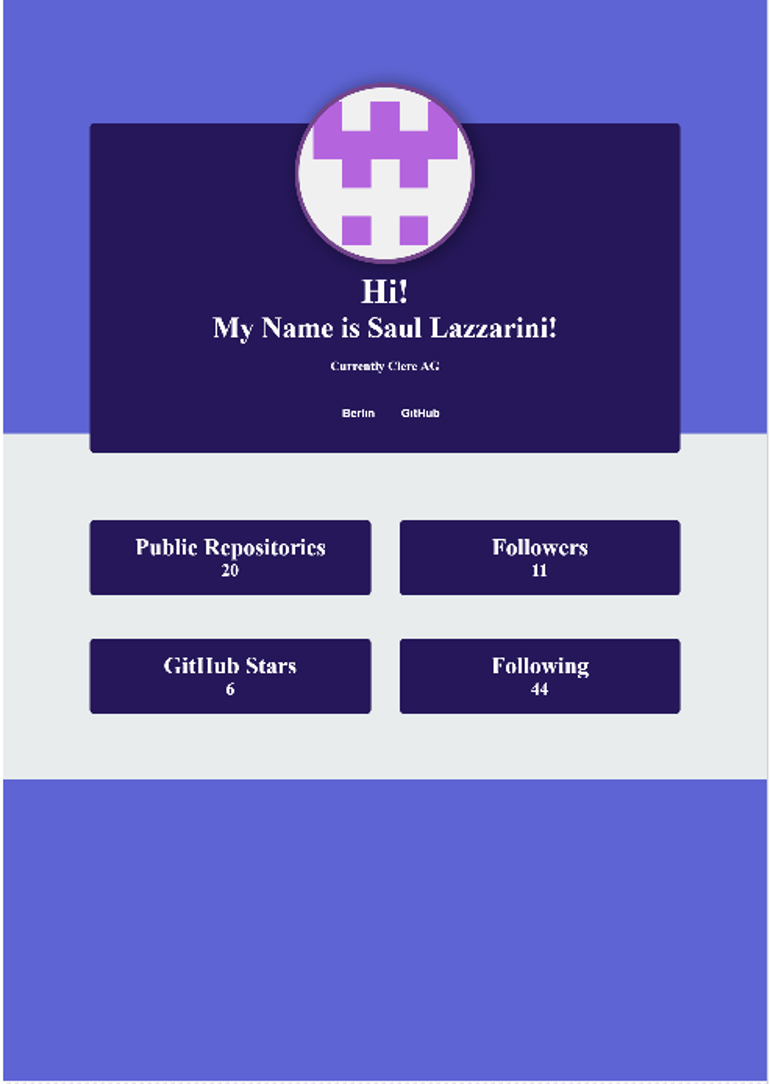 Hi!
My Name is Saul Lazzarini!
Currently Clerc AG
Berlin GitHub
Public Repositories
20
Followers
11
GitHub Stars
6
Following
44